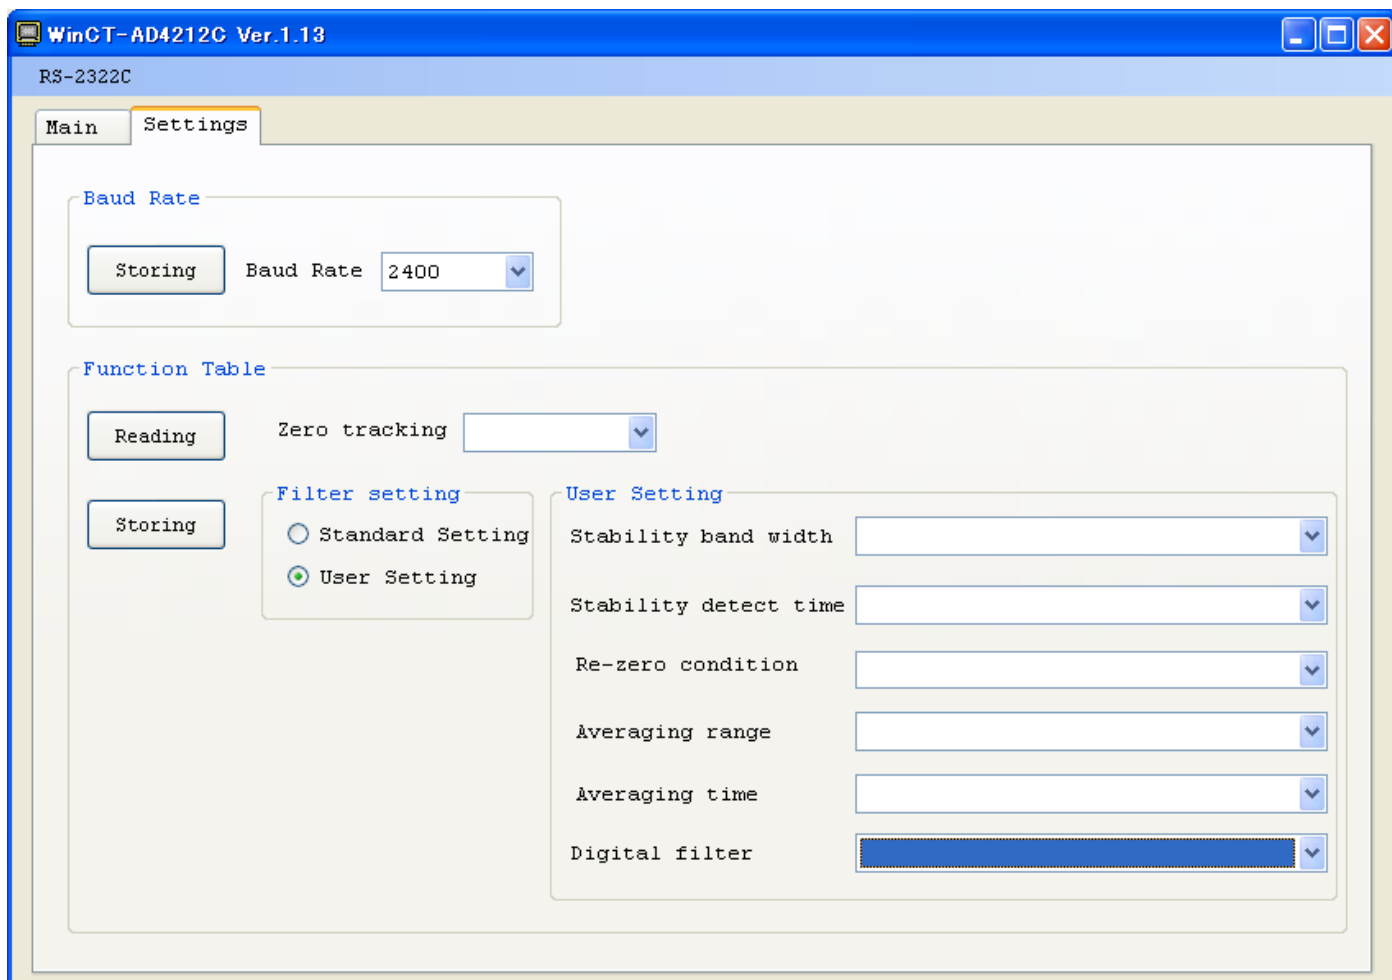 WinCT-AD4212C Ver.1.13
RS-2322C
Main Settings
Baud Rate
Storing Baud Rate 2400
Function Table
Reading Zero tracking
Storing
Filter setting
Standard Setting
User Setting
User Setting
Stability band width
Stability detect time
Re-zero condition
Averaging range
Averaging time
Digital filter